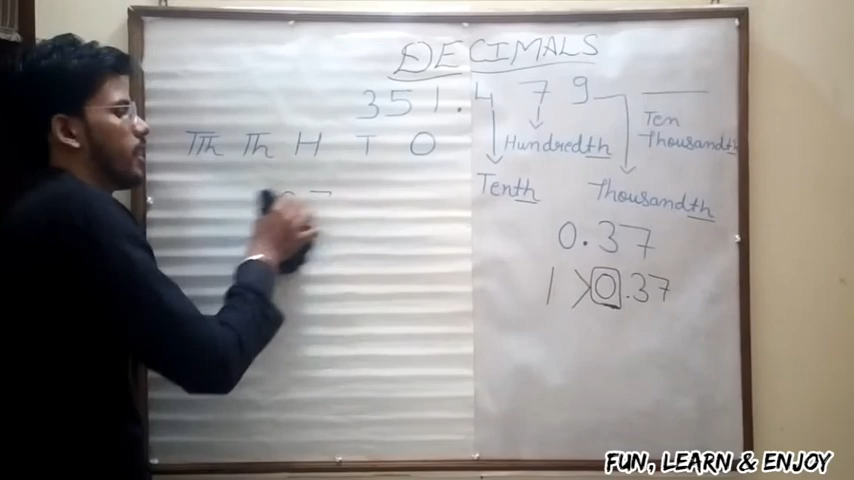 DECIMALS
351.479
TTh Th H T O
Hundredth
Ten
Thousandth
Tenth
Thousandth
0.37
1 > 0.37
FUN, LEARN & ENJOY